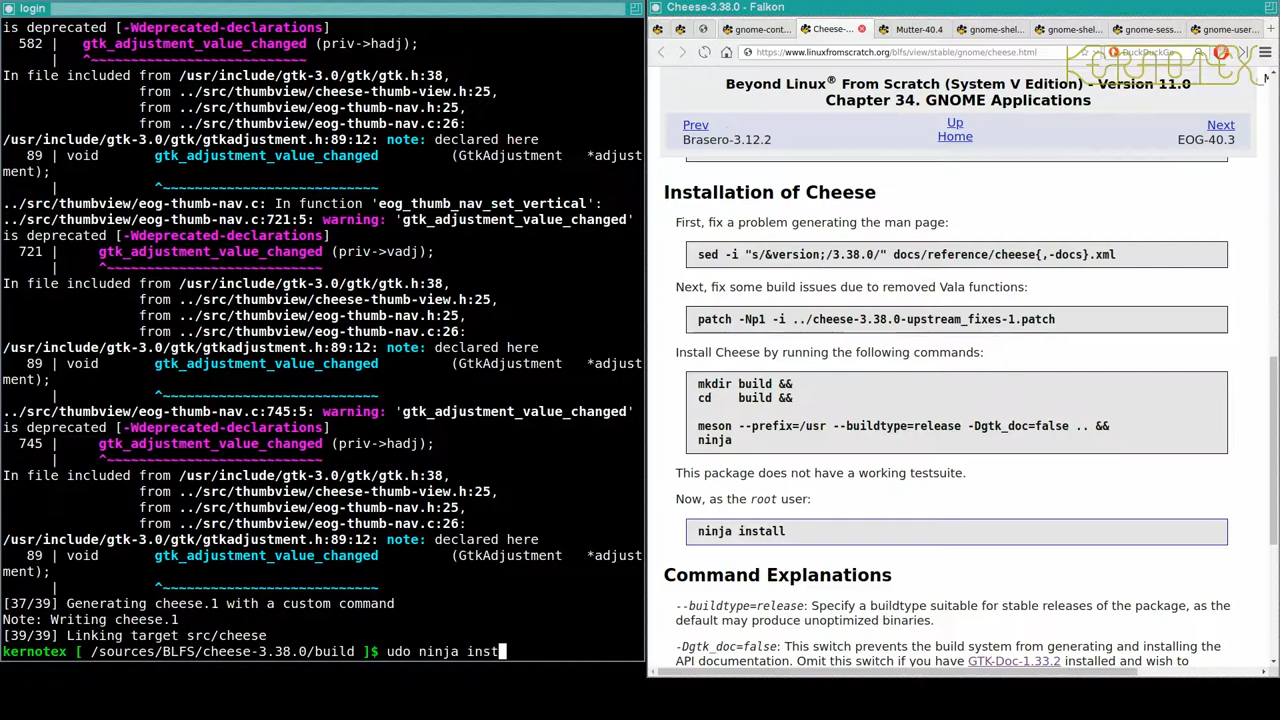 login
is deprecated [-Wdeprecated-declarations]
582 | gtk_adjustment_value_changed (priv->hadj);
| ^~~~~~~~~~~~~~~~~~~~~~~~~~~~
In file included from /usr/include/gtk-3.0/gtk/gtk.h:38,
from ../src/thumbview/cheese-thumb-view.h:25,
from ../src/thumbview/eog-thumb-nav.h:25,
from ../src/thumbview/eog-thumb-nav.c:26:
/usr/include/gtk-3.0/gtk/gtkadjustment.h:89:12: note: declared here
89 | void gtk_adjustment_value_changed (GtkAdjustment *adjust
ment);
| ^~~~~~~~~~~~~~~~~~~~~~~~~~~~
../src/thumbview/eog-thumb-nav.c: In function 'eog_thumb_nav_set_vertical':
../src/thumbview/eog-thumb-nav.c:721:5: warning: 'gtk_adjustment_value_changed'
is deprecated [-Wdeprecated-declarations]
721 | gtk_adjustment_value_changed (priv->vadj);
| ^~~~~~~~~~~~~~~~~~~~~~~~~~~~
In file included from /usr/include/gtk-3.0/gtk/gtk.h:38,
from ../src/thumbview/cheese-thumb-view.h:25,
from ../src/thumbview/eog-thumb-nav.h:25,
from ../src/thumbview/eog-thumb-nav.c:26:
/usr/include/gtk-3.0/gtk/gtkadjustment.h:89:12: note: declared here
89 | void gtk_adjustment_value_changed (GtkAdjustment *adjust
ment);
| ^~~~~~~~~~~~~~~~~~~~~~~~~~~~
../src/thumbview/eog-thumb-nav.c:745:5: warning: 'gtk_adjustment_value_changed'
is deprecated [-Wdeprecated-declarations]
745 | gtk_adjustment_value_changed (priv->hadj);
| ^~~~~~~~~~~~~~~~~~~~~~~~~~~~
In file included from /usr/include/gtk-3.0/gtk/gtk.h:38,
from ../src/thumbview/cheese-thumb-view.h:25,
from ../src/thumbview/eog-thumb-nav.h:25,
from ../src/thumbview/eog-thumb-nav.c:26:
/usr/include/gtk-3.0/gtk/gtkadjustment.h:89:12: note: declared here
89 | void gtk_adjustment_value_changed (GtkAdjustment *adjust
ment);
| ^~~~~~~~~~~~~~~~~~~~~~~~~~~~
[37/39] Generating cheese.1 with a custom command
Note: Writing cheese.1
[39/39] Linking target src/cheese
kernotex [ /sources/BLFS/cheese-3.38.0/build ]$ udo ninja inst
Cheese-3.38.0 - Falkon
gnome-cont... Cheese-... Mutter-40.4 gnome-shel... gnome-shel... gnome-sess... gnome-user...
https://www.linuxfromscratch.org/blfs/view/stable/gnome/cheese.html DuckDuckGo
KERNOTEX
Beyond Linux® From Scratch (System V Edition) - Version 11.0
Chapter 34. GNOME Applications
Prev Up Next
Brasero-3.12.2 Home EOG-40.3
Installation of Cheese
First, fix a problem generating the man page:
sed -i "s/&version;/3.38.0/" docs/reference/cheese{,-docs}.xml
Next, fix some build issues due to removed Vala functions:
patch -Np1 -i ../cheese-3.38.0-upstream_fixes-1.patch
Install Cheese by running the following commands:
mkdir build &&
cd build &&
meson --prefix=/usr --buildtype=release -Dgtk_doc=false .. &&
ninja
This package does not have a working testsuite.
Now, as the root user:
ninja install
Command Explanations
--buildtype=release: Specify a buildtype suitable for stable releases of the package, as the
default may produce unoptimized binaries.
-Dgtk_doc=false: This switch prevents the build system from generating and installing the
API documentation. Omit this switch if you have GTK-Doc-1.33.2 installed and wish to